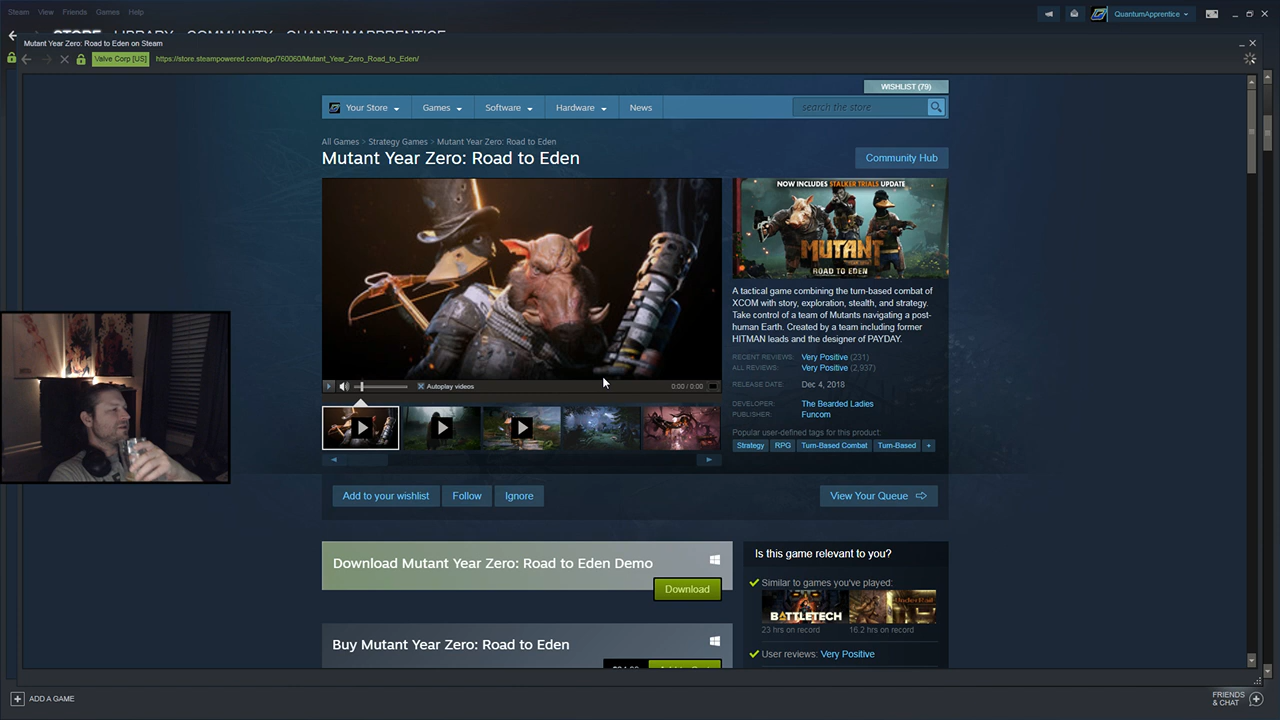 Steam View Friends Games Help
QuantumApprentice
STORE LIBRARY COMMUNITY QUANTUMAPPRENTICE
Mutant Year Zero: Road to Eden on Steam
Valve Corp [US] https://store.steampowered.com/app/760060/Mutant_Year_Zero_Road_to_Eden/
WISHLIST (79)
Your Store Games Software Hardware News search the store
All Games > Strategy Games > Mutant Year Zero: Road to Eden
Mutant Year Zero: Road to Eden
Community Hub
NOW INCLUDES STALKER TRIALS UPDATE
MUTANT
YEAR ZERO
ROAD TO EDEN
A tactical game combining the turn-based combat of
XCOM with story, exploration, stealth, and strategy.
Take control of a team of Mutants navigating a post-
human Earth. Created by a team including former
HITMAN leads and the designer of PAYDAY.
RECENT REVIEWS: Very Positive (231)
ALL REVIEWS: Very Positive (2,937)
RELEASE DATE: Dec 4, 2018
DEVELOPER: The Bearded Ladies
PUBLISHER: Funcom
Popular user-defined tags for this product:
Strategy RPG Turn-Based Combat Turn-Based +
Autoplay videos 0:00 / 0:00
Add to your wishlist Follow Ignore View Your Queue
Download Mutant Year Zero: Road to Eden Demo
Download
Is this game relevant to you?
Similar to games you've played:
BATTLETECH
23 hrs on record 16.2 hrs on record
Buy Mutant Year Zero: Road to Eden
User reviews: Very Positive
ADD A GAME
FRIENDS
& CHAT